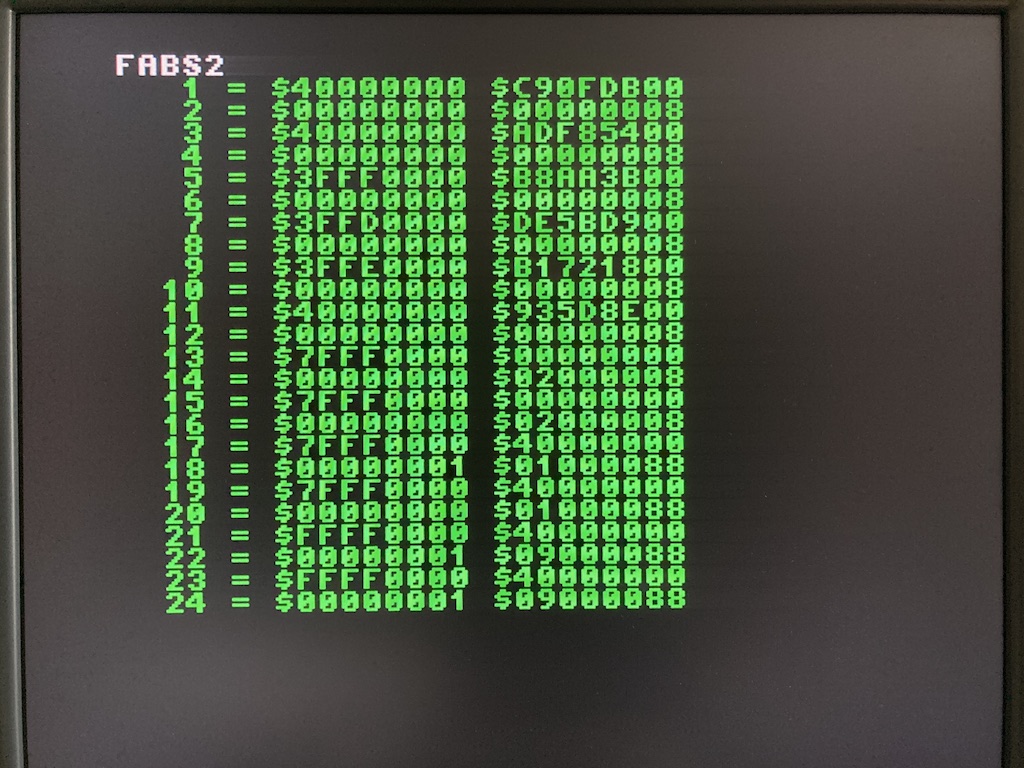 FABS2
1 = $40000000 $C90FDB00
2 = $00000000 $00000008
3 = $40000000 $ADF85400
4 = $00000000 $00000008
5 = $3FFF0000 $B8AA3B00
6 = $00000000 $00000008
7 = $3FFD0000 $DE5BD900
8 = $00000000 $00000008
9 = $3FFE0000 $B1721800
10 = $00000000 $00000008
11 = $40000000 $935D8E00
12 = $00000000 $00000008
13 = $7FFF0000 $00000000
14 = $00000000 $02000008
15 = $7FFF0000 $00000000
16 = $00000000 $02000008
17 = $7FFF0000 $40000000
18 = $00000001 $01000088
19 = $7FFF0000 $40000000
20 = $00000000 $01000088
21 = $FFFF0000 $40000000
22 = $00000001 $09000088
23 = $FFFF0000 $40000000
24 = $00000001 $09000088